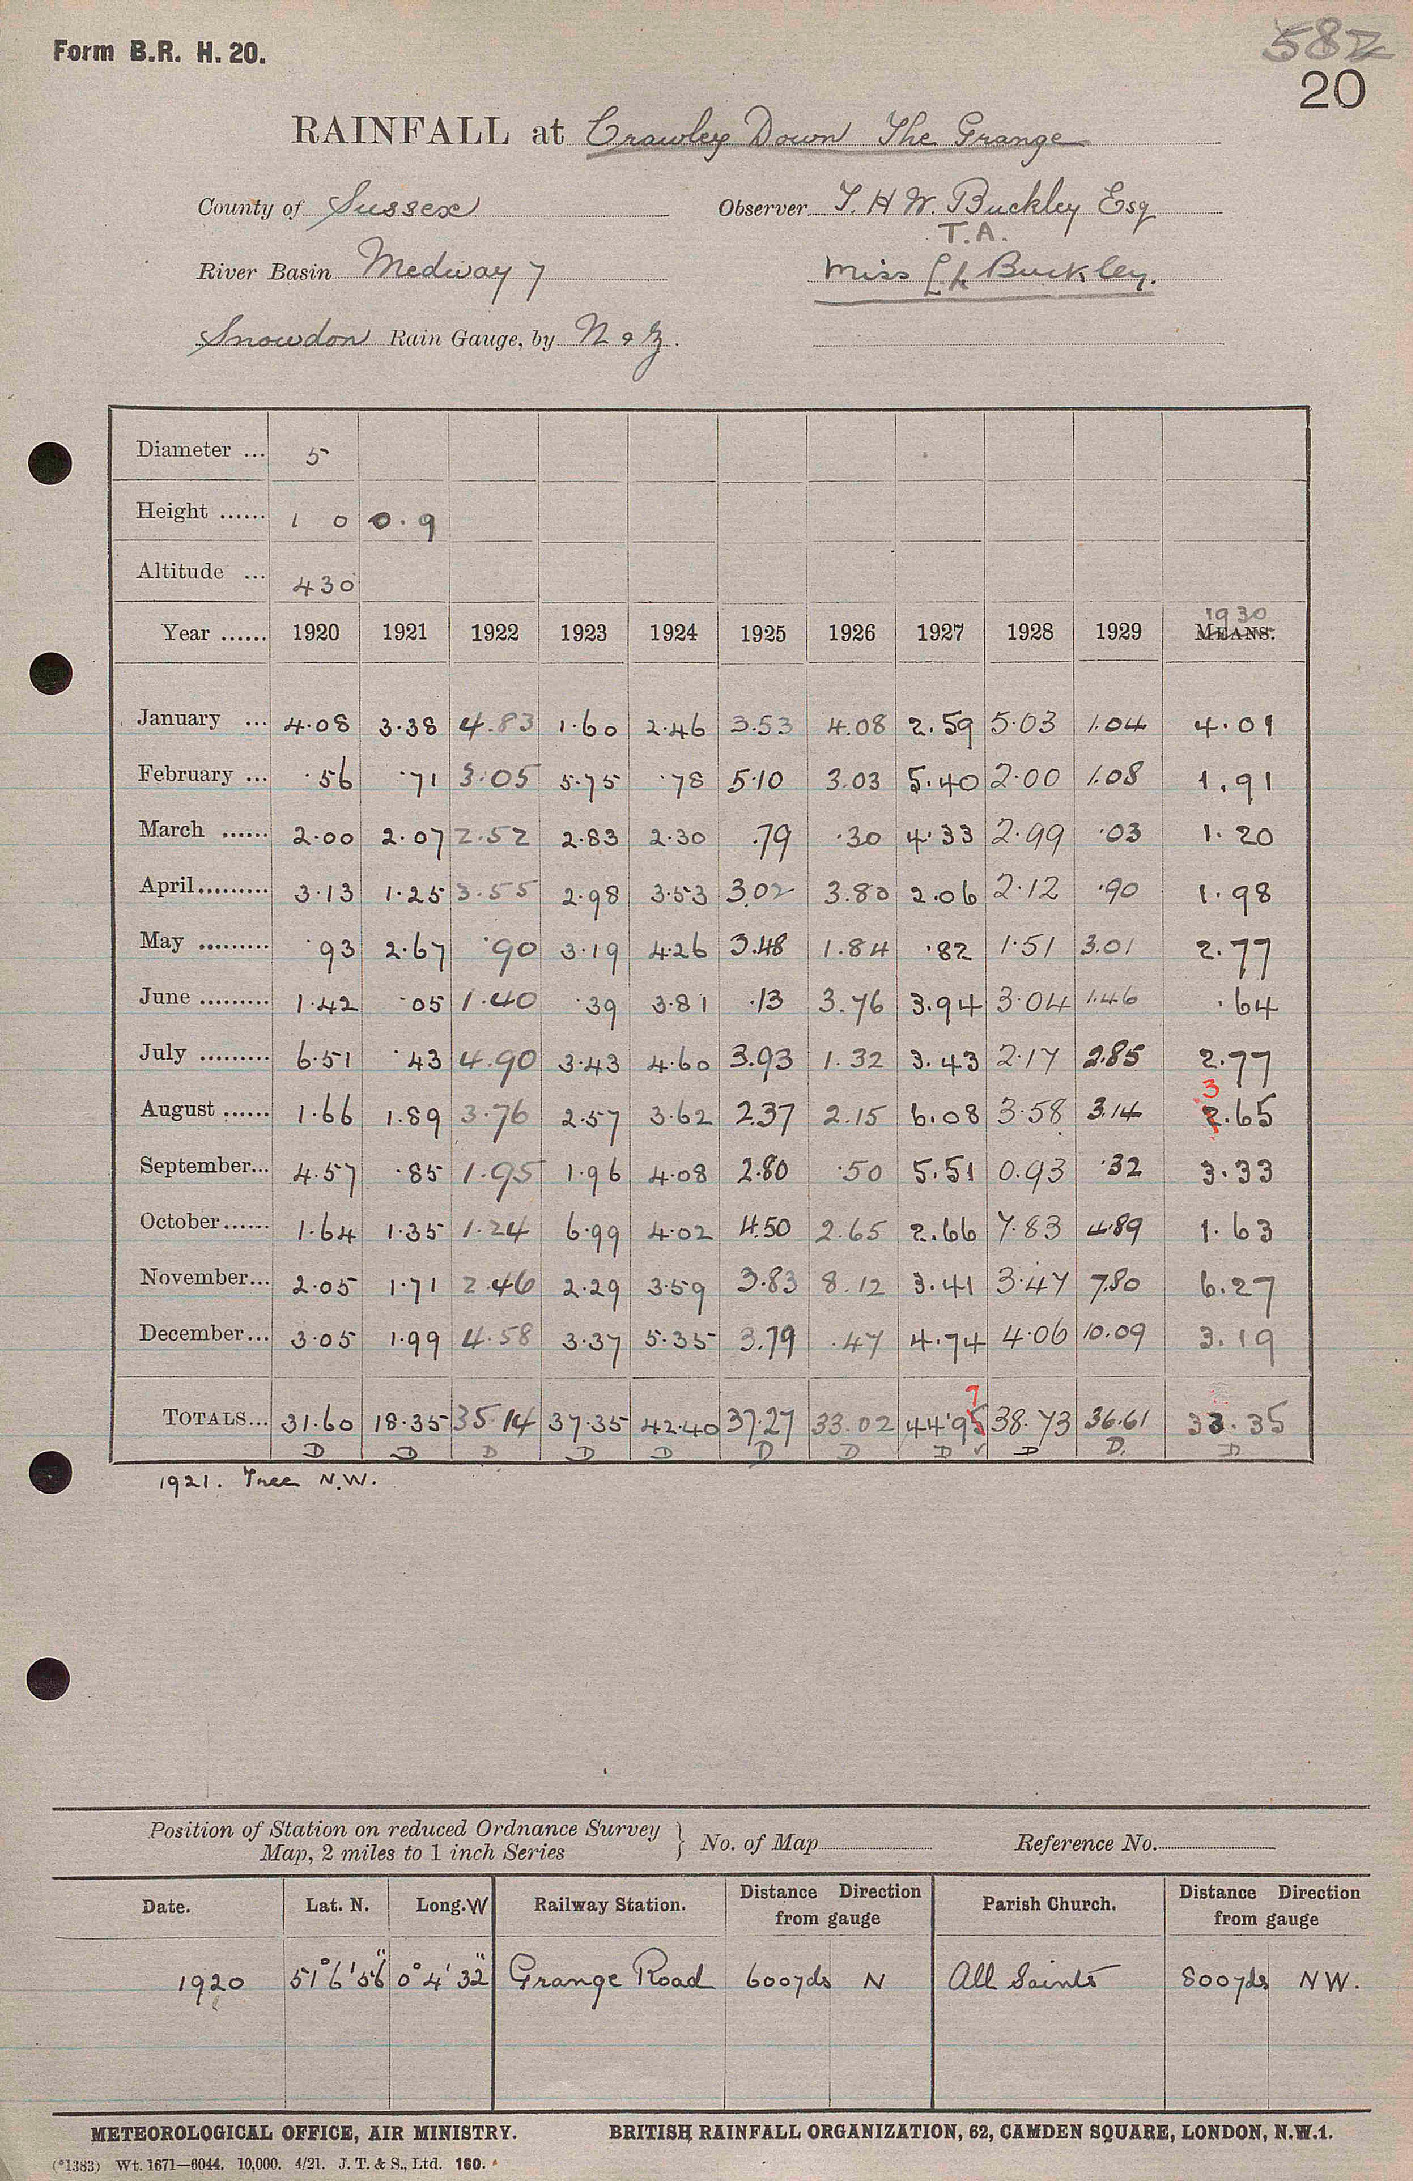 Form B.R. H. 20.
582
20
RAINFALL at Crawley Down The Grange
County of Sussex Observer T. H. W. Buckley Esq
T.A.
River Basin Medway 7 Miss Buckley.
Snowdon Rain Gauge, by N & Z.
Diameter ... 5
Height ...... 1 0 0.9
Altitude ... 430
1930
Year ...... 1920 1921 1922 1923 1924 1925 1926 1927 1928 1929 MEANS.
January ... 4.08 3.38 4.83 1.60 2.46 3.53 4.08 2.59 5.03 1.04 4.01
February ... .56 .71 3.05 5.75 .78 5.10 3.03 5.40 2.00 1.08 1.91
March ...... 2.00 2.07 2.52 2.83 2.30 .79 .30 4.33 2.99 .03 1.20
April......... 3.13 1.25 3.55 2.98 3.53 3.02 3.80 2.06 2.12 .90 1.98
May ......... .93 2.67 .90 3.19 4.26 3.48 1.84 .82 1.51 3.01 2.77
June ......... 1.42 .05 1.40 .39 3.81 .13 3.76 3.94 3.04 1.46 .64
July ......... 6.51 .43 4.90 3.43 4.60 3.93 1.32 3.43 2.17 2.85 2.77
3
August ...... 1.66 1.89 3.76 2.57 3.62 2.37 2.15 6.08 3.58 3.14 2.65
September... 4.57 .85 1.95 1.96 4.08 2.80 .50 5.51 0.93 .32 3.33
October...... 1.64 1.35 1.24 6.99 4.02 4.50 2.65 2.66 7.83 4.89 1.63
November... 2.05 1.71 2.46 2.29 3.59 3.83 8.12 3.41 3.47 7.80 6.27
December... 3.05 1.99 4.58 3.37 5.35 3.79 .47 4.74 4.06 10.09 3.19
7
TOTALS... 31.60 18.35 35.14 37.35 42.40 37.27 33.02 44.95 38.73 36.61 33.35
D D D D D D D D ✓ D D. D
1921. Tree N.W.
Position of Station on reduced Ordnance Survey
Map, 2 miles to 1 inch Series } No. of Map Reference No.
Date. Lat. N. Long. W Railway Station. Distance Direction from gauge Parish Church. Distance Direction from gauge
1920 51°6'56" 0°4'32" Grange Road 600yds N All Saints 800yds NW.
METEOROLOGICAL OFFICE, AIR MINISTRY. BRITISH RAINFALL ORGANIZATION, 62, CAMDEN SQUARE, LONDON, N.W.1.
(*1383) Wt. 1671—6044. 10,000. 4/21. J. T. & S., Ltd. 160.